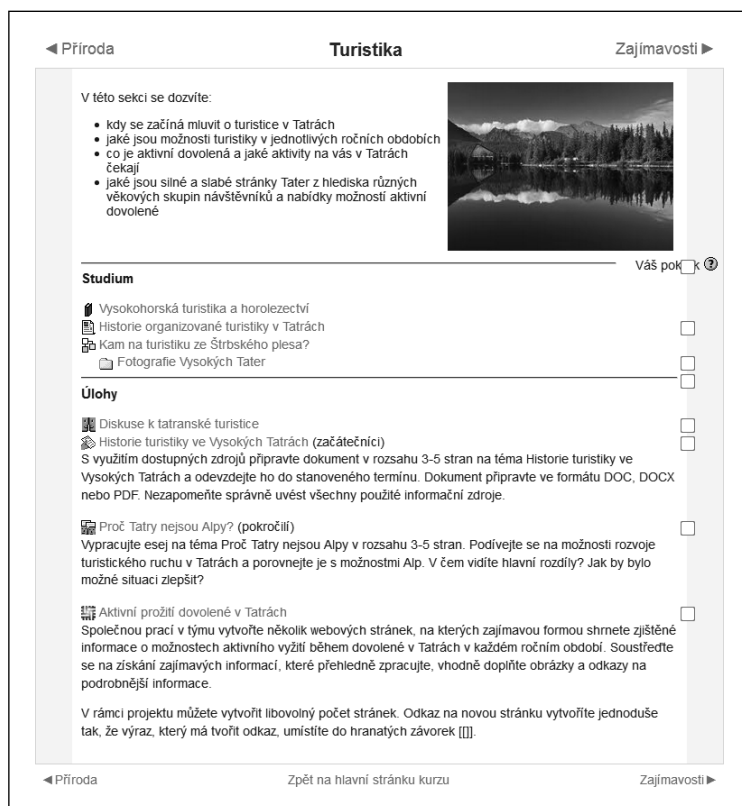 ◄ Příroda
Turistika
Zajímavosti ►
V této sekci se dozvíte:
• kdy se začíná mluvit o turistice v Tatrách
• jaké jsou možnosti turistiky v jednotlivých ročních obdobích
• co je aktivní dovolená a jaké aktivity na vás v Tatrách
čekají
• jaké jsou silné a slabé stránky Tater z hlediska různých
věkových skupin návštěvníků a nabídky možností aktivní
dovolené
Váš pok k ?
Studium
Vysokohorská turistika a horolezectví
Historie organizované turistiky v Tatrách
Kam na turistiku ze Štrbského plesa?
Fotografie Vysokých Tater
Úlohy
Diskuse k tatranské turistice
Historie turistiky ve Vysokých Tatrách (začátečníci)
S využitím dostupných zdrojů připravte dokument v rozsahu 3-5 stran na téma Historie turistiky ve
Vysokých Tatrách a odevzdejte ho do stanoveného termínu. Dokument připravte ve formátu DOC, DOCX
nebo PDF. Nezapomeňte správně uvést všechny použité informační zdroje.
Proč Tatry nejsou Alpy? (pokročilí)
Vypracujte esej na téma Proč Tatry nejsou Alpy v rozsahu 3-5 stran. Podívejte se na možnosti rozvoje
turistického ruchu v Tatrách a porovnejte je s možnostmi Alp. V čem vidíte hlavní rozdíly? Jak by bylo
možné situaci zlepšit?
Aktivní prožití dovolené v Tatrách
Společnou prací v týmu vytvořte několik webových stránek, na kterých zajímavou formou shrnete zjištěné
informace o možnostech aktivního vyžití během dovolené v Tatrách v každém ročním období. Soustřeďte
se na získání zajímavých informací, které přehledně zpracujte, vhodně doplňte obrázky a odkazy na
podrobnější informace.
V rámci projektu můžete vytvořit libovolný počet stránek. Odkaz na novou stránku vytvoříte jednoduše
tak, že výraz, který má tvořit odkaz, umístíte do hranatých závorek [[]].
◄ Příroda
Zpět na hlavní stránku kurzu
Zajímavosti ►